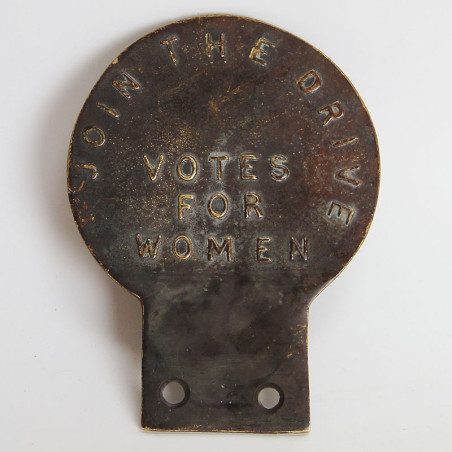 JOIN THE DRIVE
VOTES
FOR
WOMEN